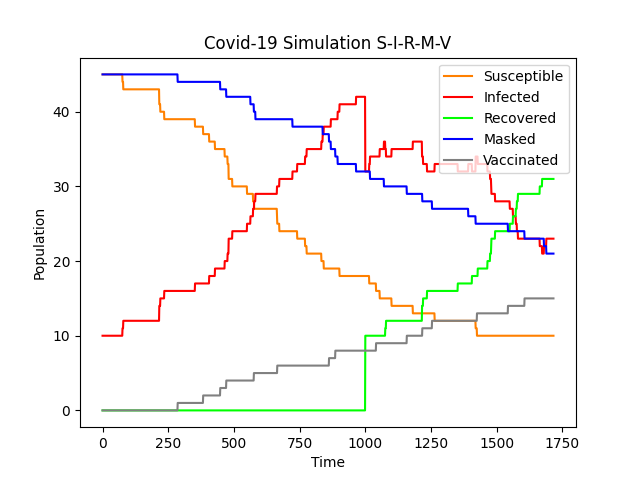 Covid-19 Simulation S-I-R-M-V
Susceptible
Infected
Recovered
Masked
Vaccinated
40
30
20
10
0
Population
0 250 500 750 1000 1250 1500 1750
Time